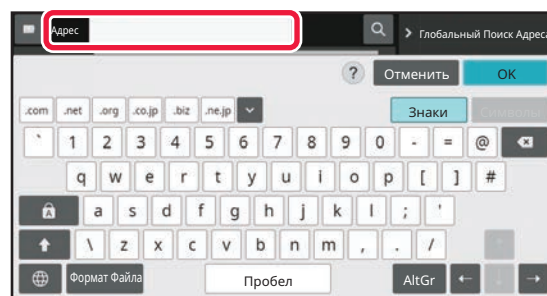 Адрес
Глобальный Поиск Адреса
? Отменить OK
.com .net .org .co.jp .biz .ne.jp Знаки Символы
` 1 2 3 4 5 6 7 8 9 0 - = @
q w e r t y u i o p [ ] #
A a s d f g h j k l ; '
\ z x c v b n m , . /
Формат Файла Пробел AltGr